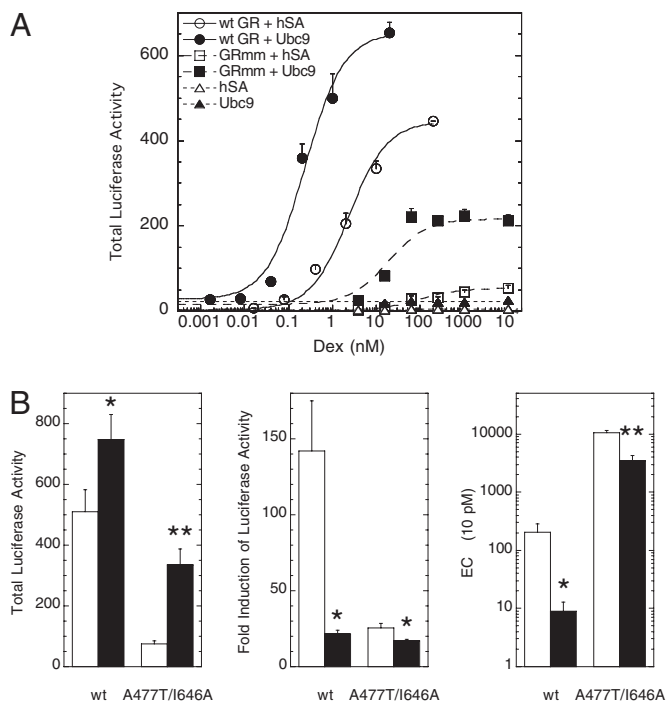 A
wt GR + hSA
wt GR + Ubc9
GRmm + hSA
GRmm + Ubc9
hSA
Ubc9
600
400
200
0
Total Luciferase Activity
0.001 0.01 0.1 1 10 100 1000 10
Dex (nM)
B
800
600
400
200
0
Total Luciferase Activity
*
**
wt A477T/I646A
150
100
50
0
Fold Induction of Luciferase Activity
*
*
wt A477T/I646A
10000
1000
100
10
1
EC (10 pM)
*
**
wt A477T/I646A